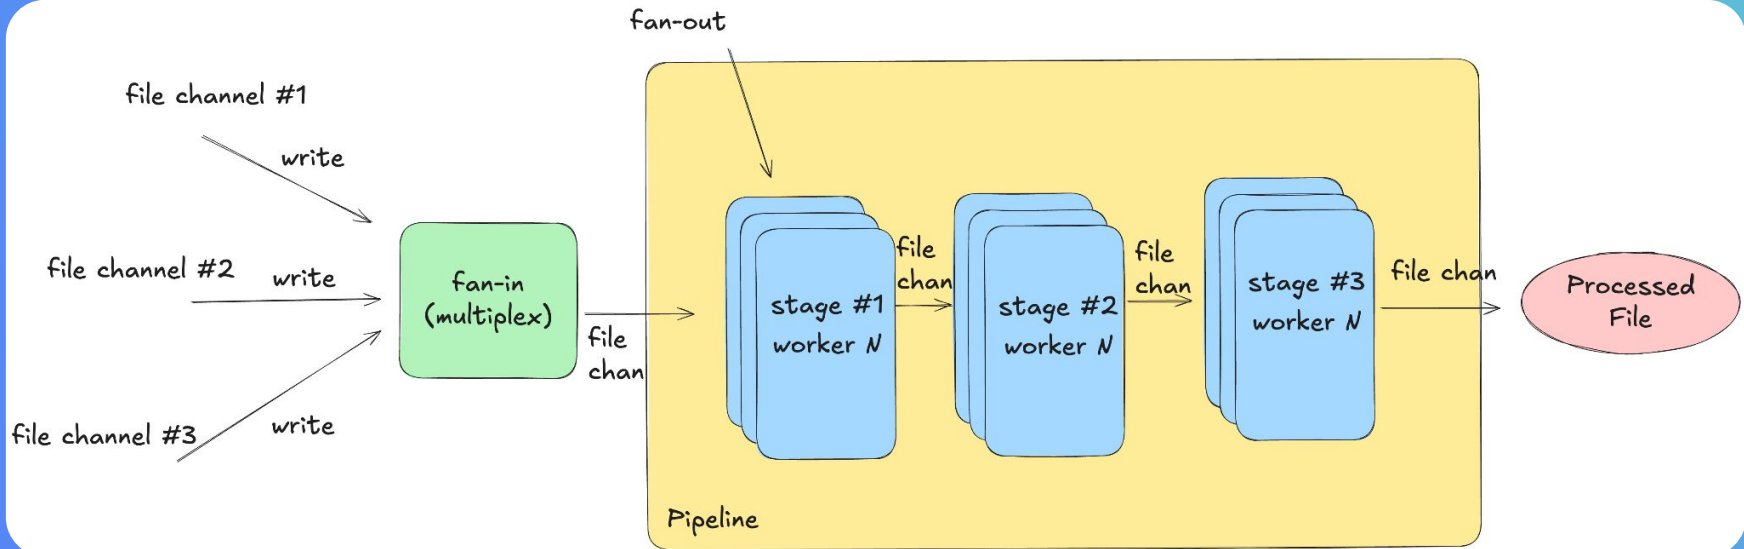 fan-out
file channel #1
write
file channel #2
write
file channel #3
write
fan-in
(multiplex)
file
chan
stage #1
worker N
file
chan
stage #2
worker N
file
chan
stage #3
worker N
file chan
Processed
File
Pipeline